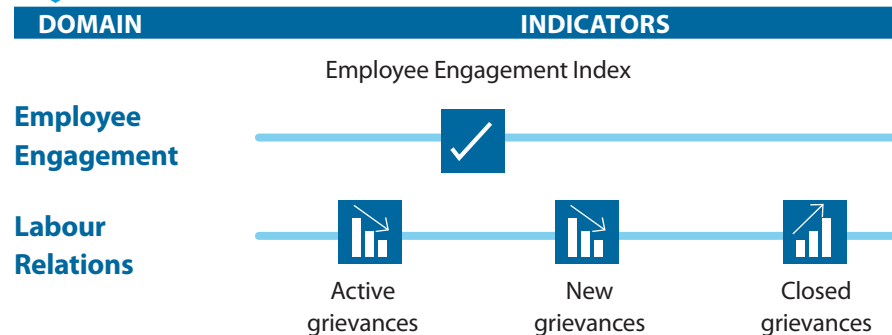 DOMAIN INDICATORS
Employee Engagement Index
Employee
Engagement
Labour
Relations
Active
grievances
New
grievances
Closed
grievances